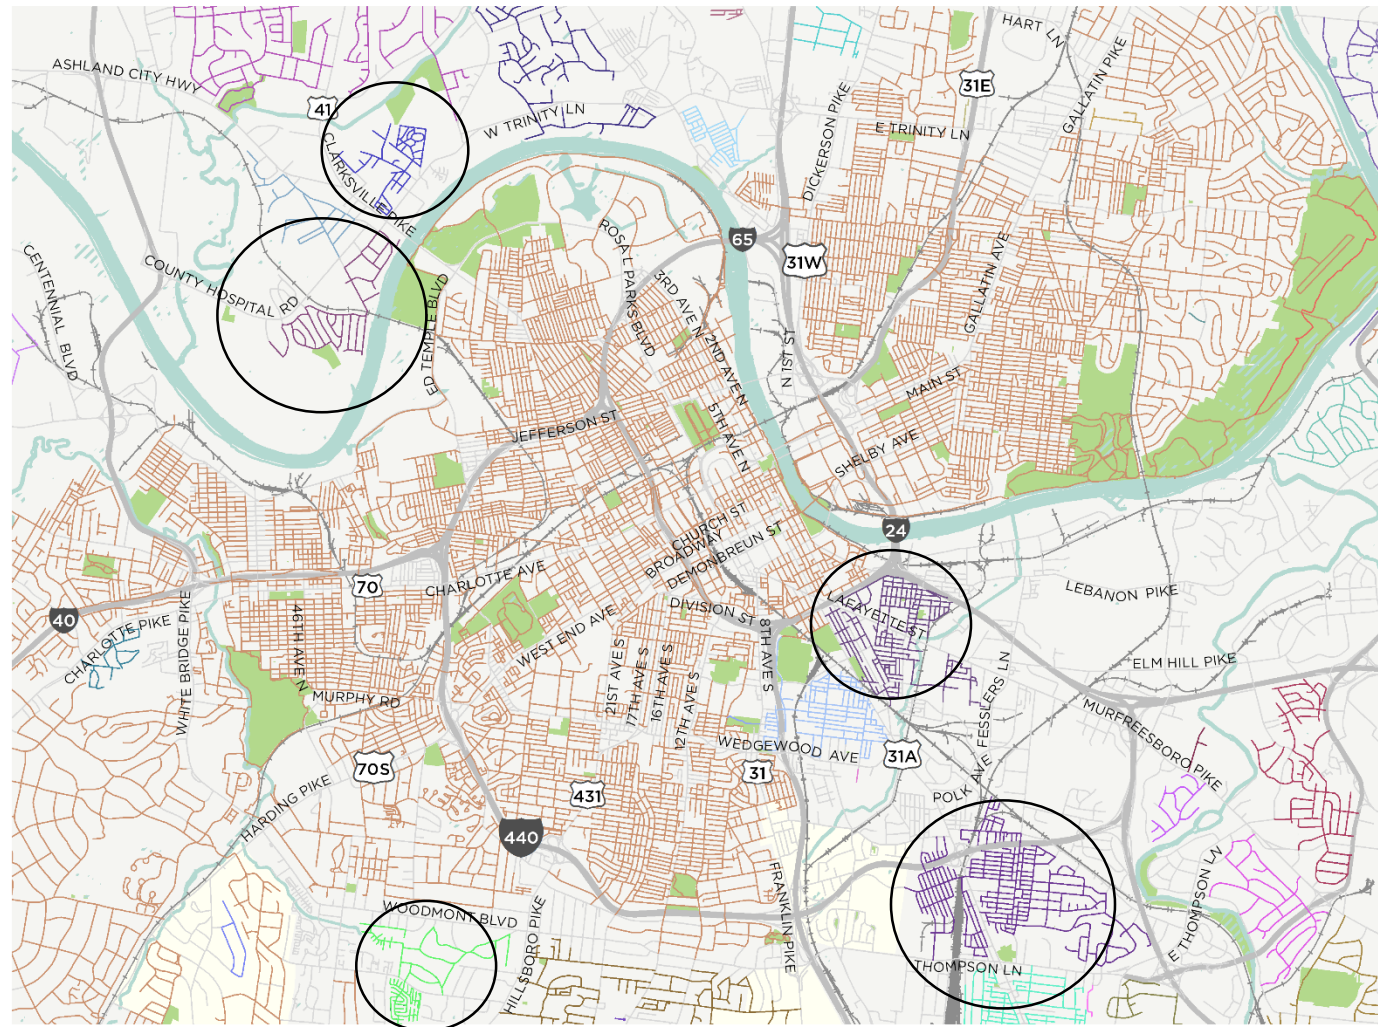 HART LN
ASHLAND CITY HWY
41
31E
GALLATIN PIKE
DICKERSON PIKE
W TRINITY LN
E TRINITY LN
CLARKSVILLE PIKE
65
31W
CENTENNIAL BLVD
COUNTY HOSPITAL RD
ED TEMPLE BLVD
ROSA L PARKS BLVD
3RD AVE N
2ND AVE N
N 1ST ST
GALLATIN AVE
MAIN ST
5TH AVE N
JEFFERSON ST
SHELBY AVE
24
CHURCH ST
BROADWAY
DEMONBREUN ST
70
CHARLOTTE AVE
LEBANON PIKE
40
CHARLOTTE PIKE
WHITE BRIDGE PIKE
46TH AVE N
WEST END AVE
DIVISION ST
8TH AVE S
LAFAYETTE ST
ELM HILL PIKE
21ST AVE S
17TH AVE S
16TH AVE S
12TH AVE S
MURPHY RD
FESSLERS LN
MURFREESBORO PIKE
WEDGEWOOD AVE
31A
70S
31
431
POLK AVE
HARDING PIKE
440
FRANKLIN PIKE
E THOMPSON LN
WOODMONT BLVD
HILLSBORO PIKE
THOMPSON LN